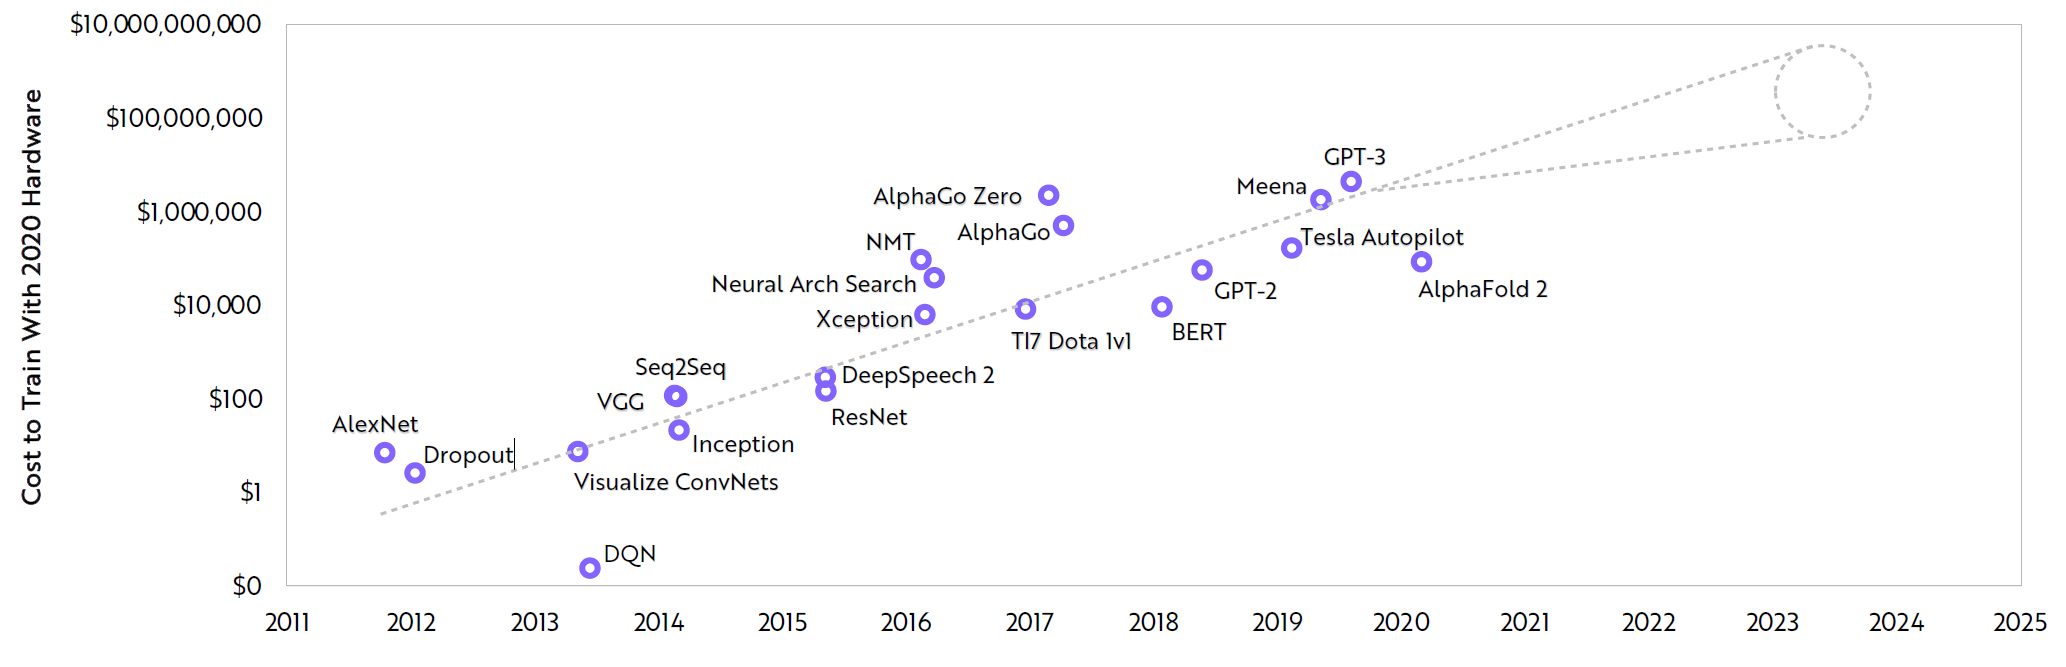 Cost to Train With 2020 Hardware
$10,000,000,000
$100,000,000
$1,000,000
$10,000
$100
$1
$0
GPT-3
Meena
AlphaGo Zero
AlphaGo
Tesla Autopilot
NMT
Neural Arch Search
AlphaFold 2
GPT-2
Xception
BERT
TI7 Dota 1v1
Seq2Seq
DeepSpeech 2
VGG
ResNet
AlexNet
Inception
Dropout
Visualize ConvNets
DQN
2011 2012 2013 2014 2015 2016 2017 2018 2019 2020 2021 2022 2023 2024 2025